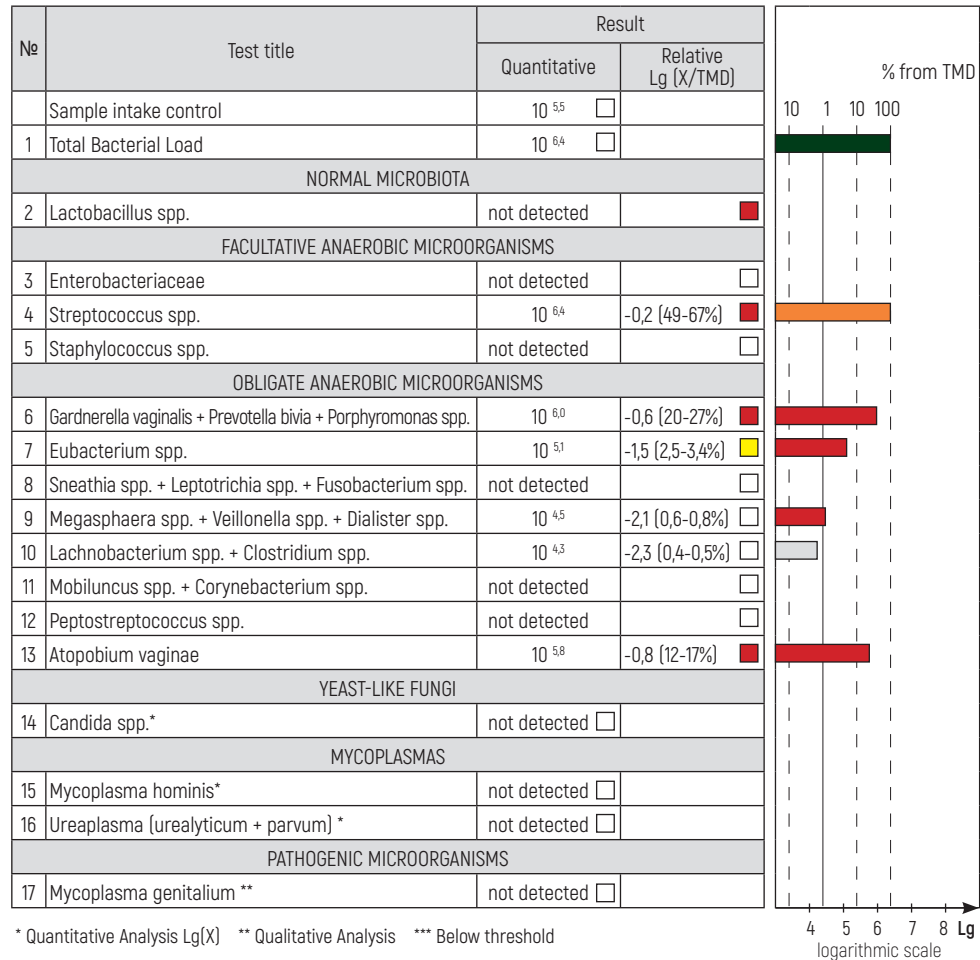 № Test title Result
Quantitative Relative Lg (X/TMD)
% from TMD
10 1 10 100
Sample intake control 10 5,5
1 Total Bacterial Load 10 6,4
NORMAL MICROBIOTA
2 Lactobacillus spp. not detected
FACULTATIVE ANAEROBIC MICROORGANISMS
3 Enterobacteriaceae not detected
4 Streptococcus spp. 10 6,4 -0,2 (49-67%)
5 Staphylococcus spp. not detected
OBLIGATE ANAEROBIC MICROORGANISMS
6 Gardnerella vaginalis + Prevotella bivia + Porphyromonas spp. 10 6,0 -0,6 (20-27%)
7 Eubacterium spp. 10 5,1 -1,5 (2,5-3,4%)
8 Sneathia spp. + Leptotrichia spp. + Fusobacterium spp. not detected
9 Megasphaera spp. + Veillonella spp. + Dialister spp. 10 4,5 -2,1 (0,6-0,8%)
10 Lachnobacterium spp. + Clostridium spp. 10 4,3 -2,3 (0,4-0,5%)
11 Mobiluncus spp. + Corynebacterium spp. not detected
12 Peptostreptococcus spp. not detected
13 Atopobium vaginae 10 5,8 -0,8 (12-17%)
YEAST-LIKE FUNGI
14 Candida spp.* not detected
MYCOPLASMAS
15 Mycoplasma hominis* not detected
16 Ureaplasma (urealyticum + parvum) * not detected
PATHOGENIC MICROORGANISMS
17 Mycoplasma genitalium ** not detected
4 5 6 7 8 Lg
logarithmic scale
* Quantitative Analysis Lg(X) ** Qualitative Analysis *** Below threshold